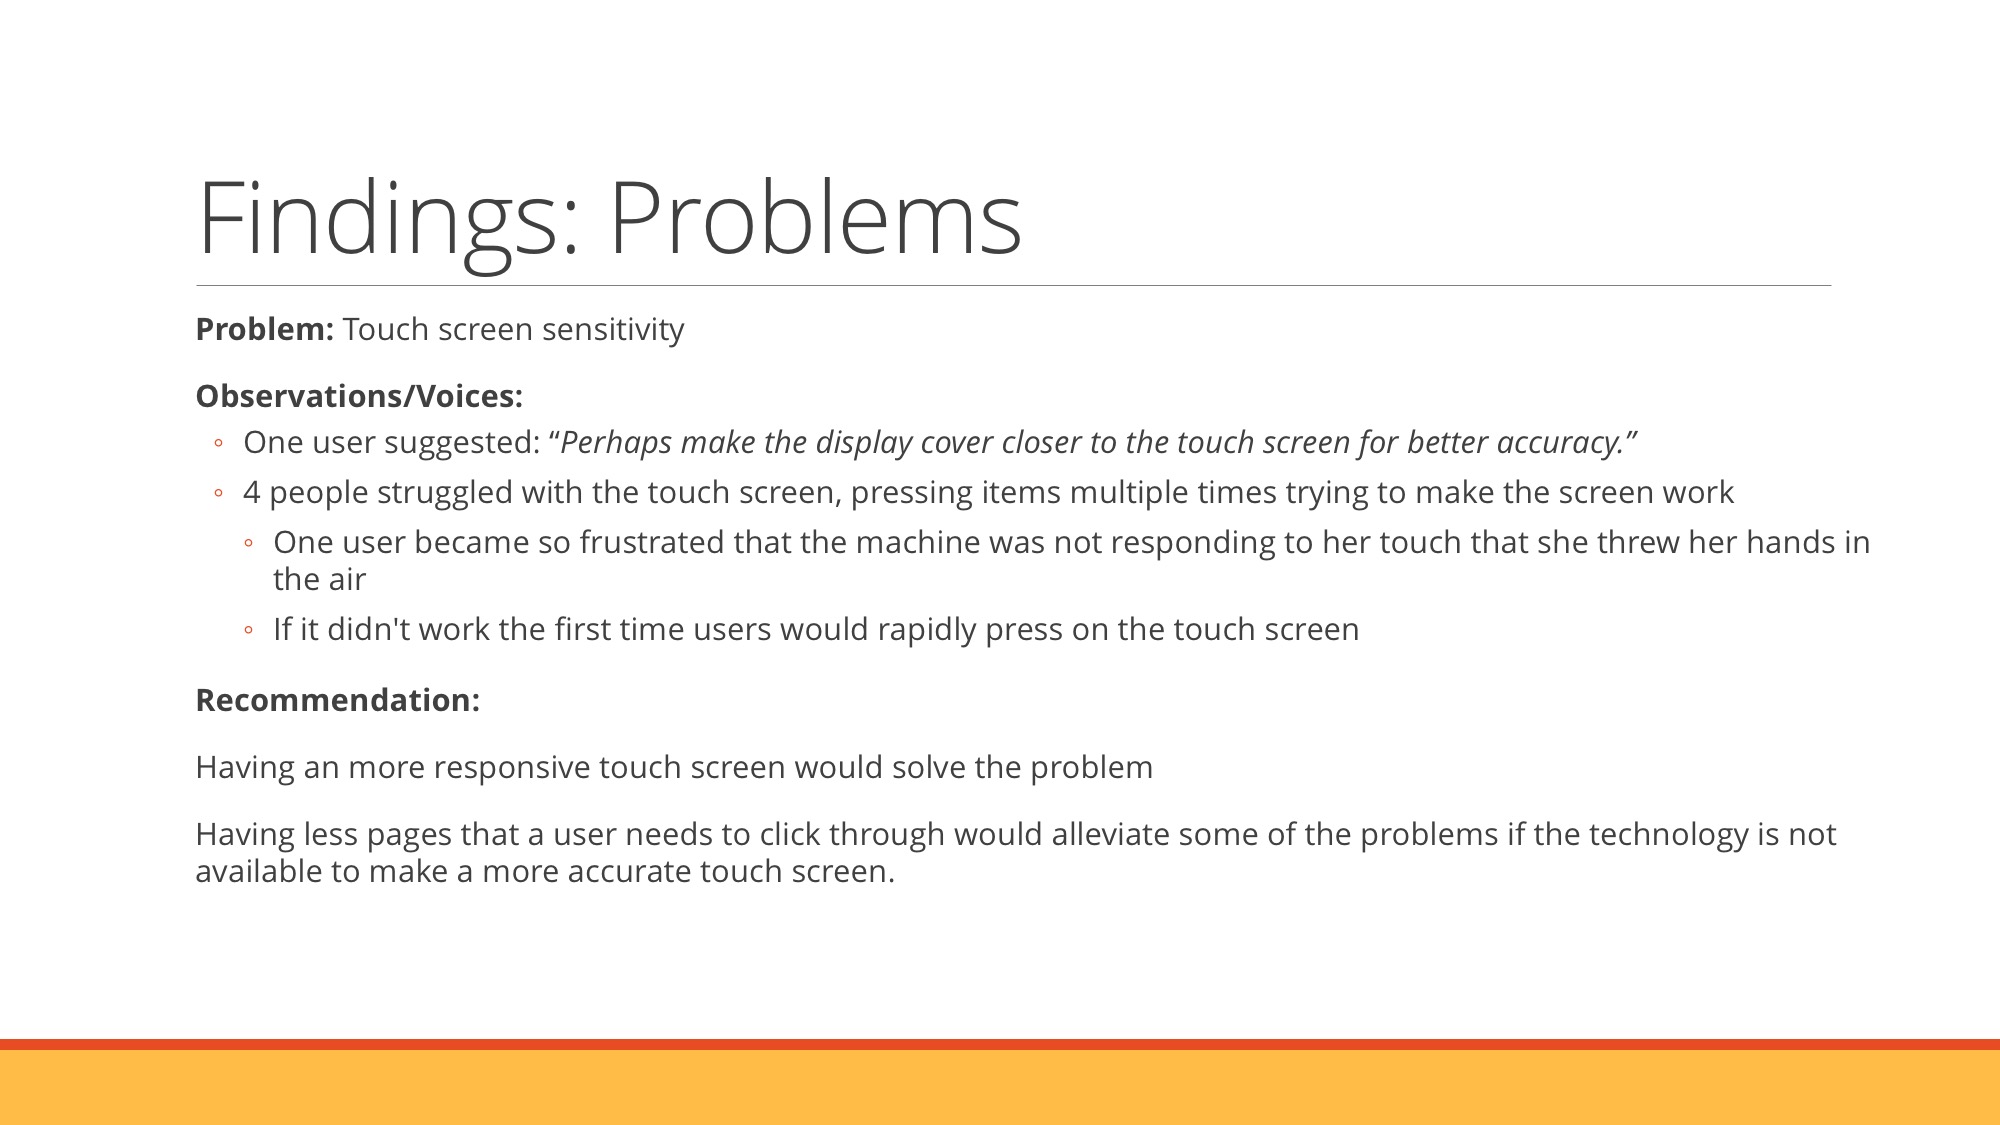 Findings: Problems
Problem: Touch screen sensitivity
Observations/Voices:
◦ One user suggested: “Perhaps make the display cover closer to the touch screen for better accuracy.”
◦ 4 people struggled with the touch screen, pressing items multiple times trying to make the screen work
◦ One user became so frustrated that the machine was not responding to her touch that she threw her hands in
the air
◦ If it didn't work the first time users would rapidly press on the touch screen
Recommendation:
Having an more responsive touch screen would solve the problem
Having less pages that a user needs to click through would alleviate some of the problems if the technology is not
available to make a more accurate touch screen.